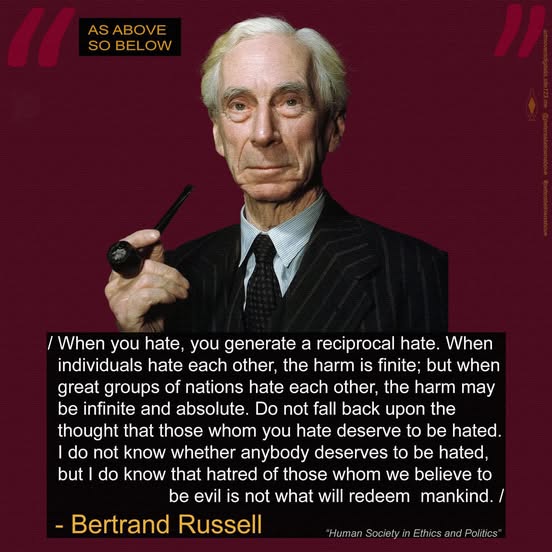 AS ABOVE
SO BELOW
/ When you hate, you generate a reciprocal hate. When
individuals hate each other, the harm is finite; but when
great groups of nations hate each other, the harm may
be infinite and absolute. Do not fall back upon the
thought that those whom you hate deserve to be hated.
I do not know whether anybody deserves to be hated,
but I do know that hatred of those whom we believe to
be evil is not what will redeem mankind. /
- Bertrand Russell
"Human Society in Ethics and Politics"